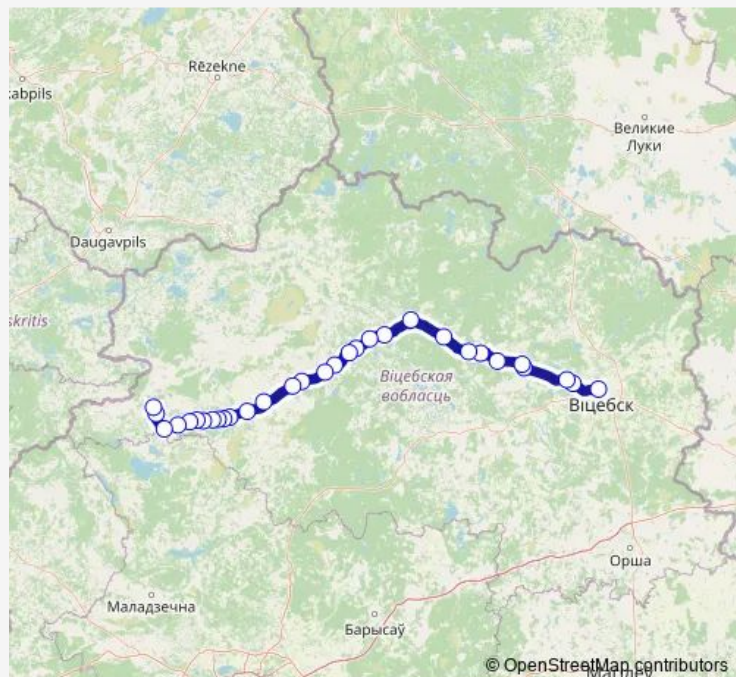 Rēzekne
kabpils
Великие
Луки
Daugavpils
skritis
Віцебская
вобласць
Віцебск
Орша
Маладзечна
Барысаў
© OpenStreetMap contributors